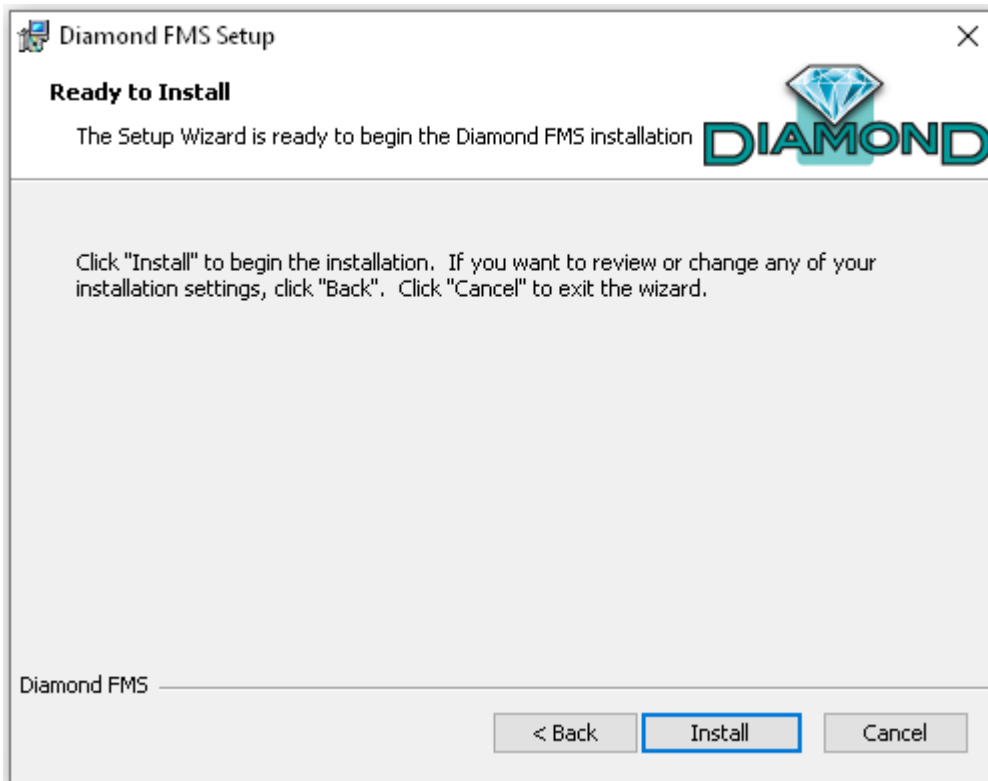 Diamond FMS Setup
Ready to Install
The Setup Wizard is ready to begin the Diamond FMS installation
DIAMOND
Click "Install" to begin the installation.  If you want to review or change any of your
installation settings, click "Back".  Click "Cancel" to exit the wizard.
Diamond FMS
< Back
Install
Cancel